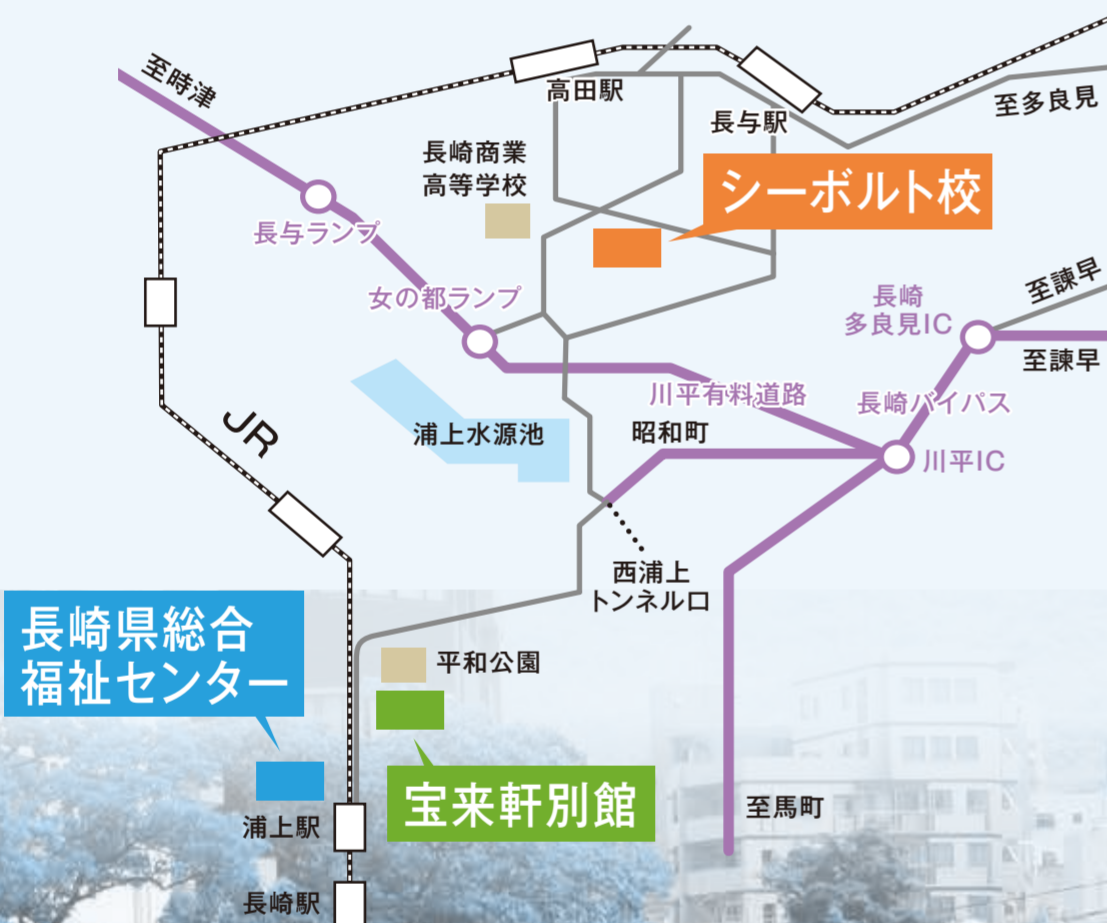 至時津
高田駅
長与駅
至多良見
長崎商業
高等学校
シーボルト校
長与ランプ
女の都ランプ
長崎
多良見IC
至諫早
至諫早
川平有料道路
長崎バイパス
JR
浦上水源池
昭和町
川平IC
西浦上
トンネル口
長崎県総合
福祉センター
平和公園
宝来軒別館
浦上駅
至馬町
長崎駅